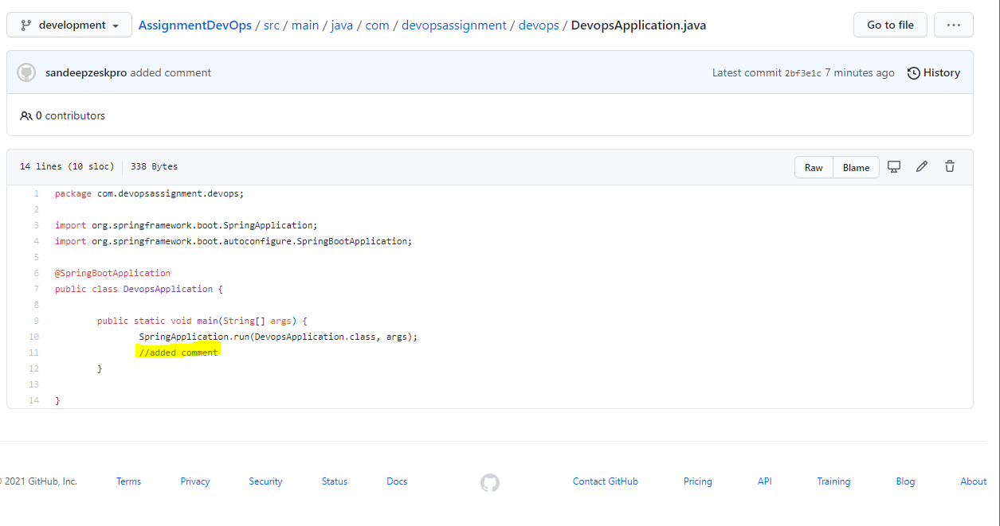 development AssignmentDevOps / src / main / java / com / devopsassignment / devops / DevopsApplication.java Go to file ...
sandeepzeskpro added comment Latest commit 2bf3e1c 7 minutes ago History
0 contributors
14 lines (10 sloc) 338 Bytes Raw Blame
1 package com.devopsassignment.devops;
2
3 import org.springframework.boot.SpringApplication;
4 import org.springframework.boot.autoconfigure.SpringBootApplication;
5
6 @SpringBootApplication
7 public class DevopsApplication {
8
9 public static void main(String[] args) {
10 SpringApplication.run(DevopsApplication.class, args);
11 //added comment
12 }
13
14 }
© 2021 GitHub, Inc. Terms Privacy Security Status Docs Contact GitHub Pricing API Training Blog About